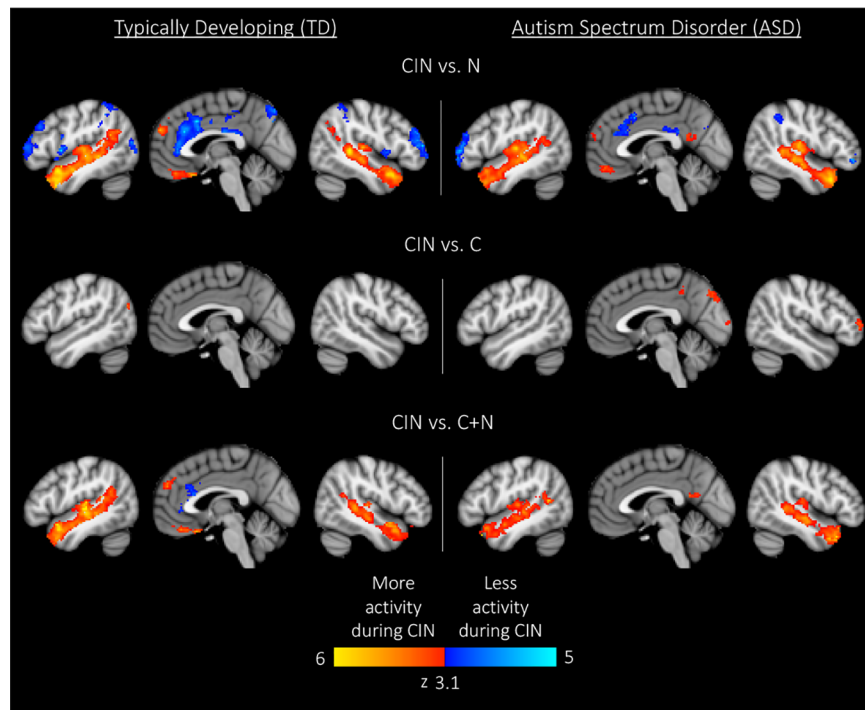 Typically Developing (TD)
Autism Spectrum Disorder (ASD)
CIN vs. N
CIN vs. C
CIN vs. C+N
More
activity
during CIN
Less
activity
during CIN
6
5
z 3.1